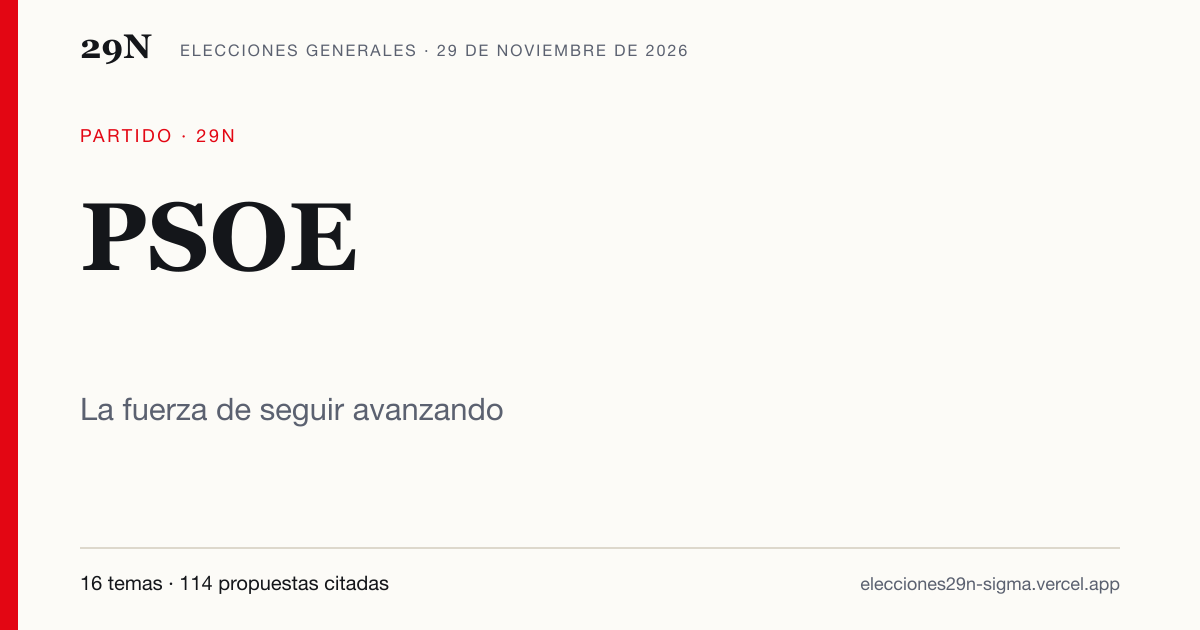 29N ELECCIONES GENERALES · 29 DE NOVIEMBRE DE 2026
PARTIDO · 29N
PSOE
La fuerza de seguir avanzando
16 temas · 114 propuestas citadas
elecciones29n-sigma.vercel.app